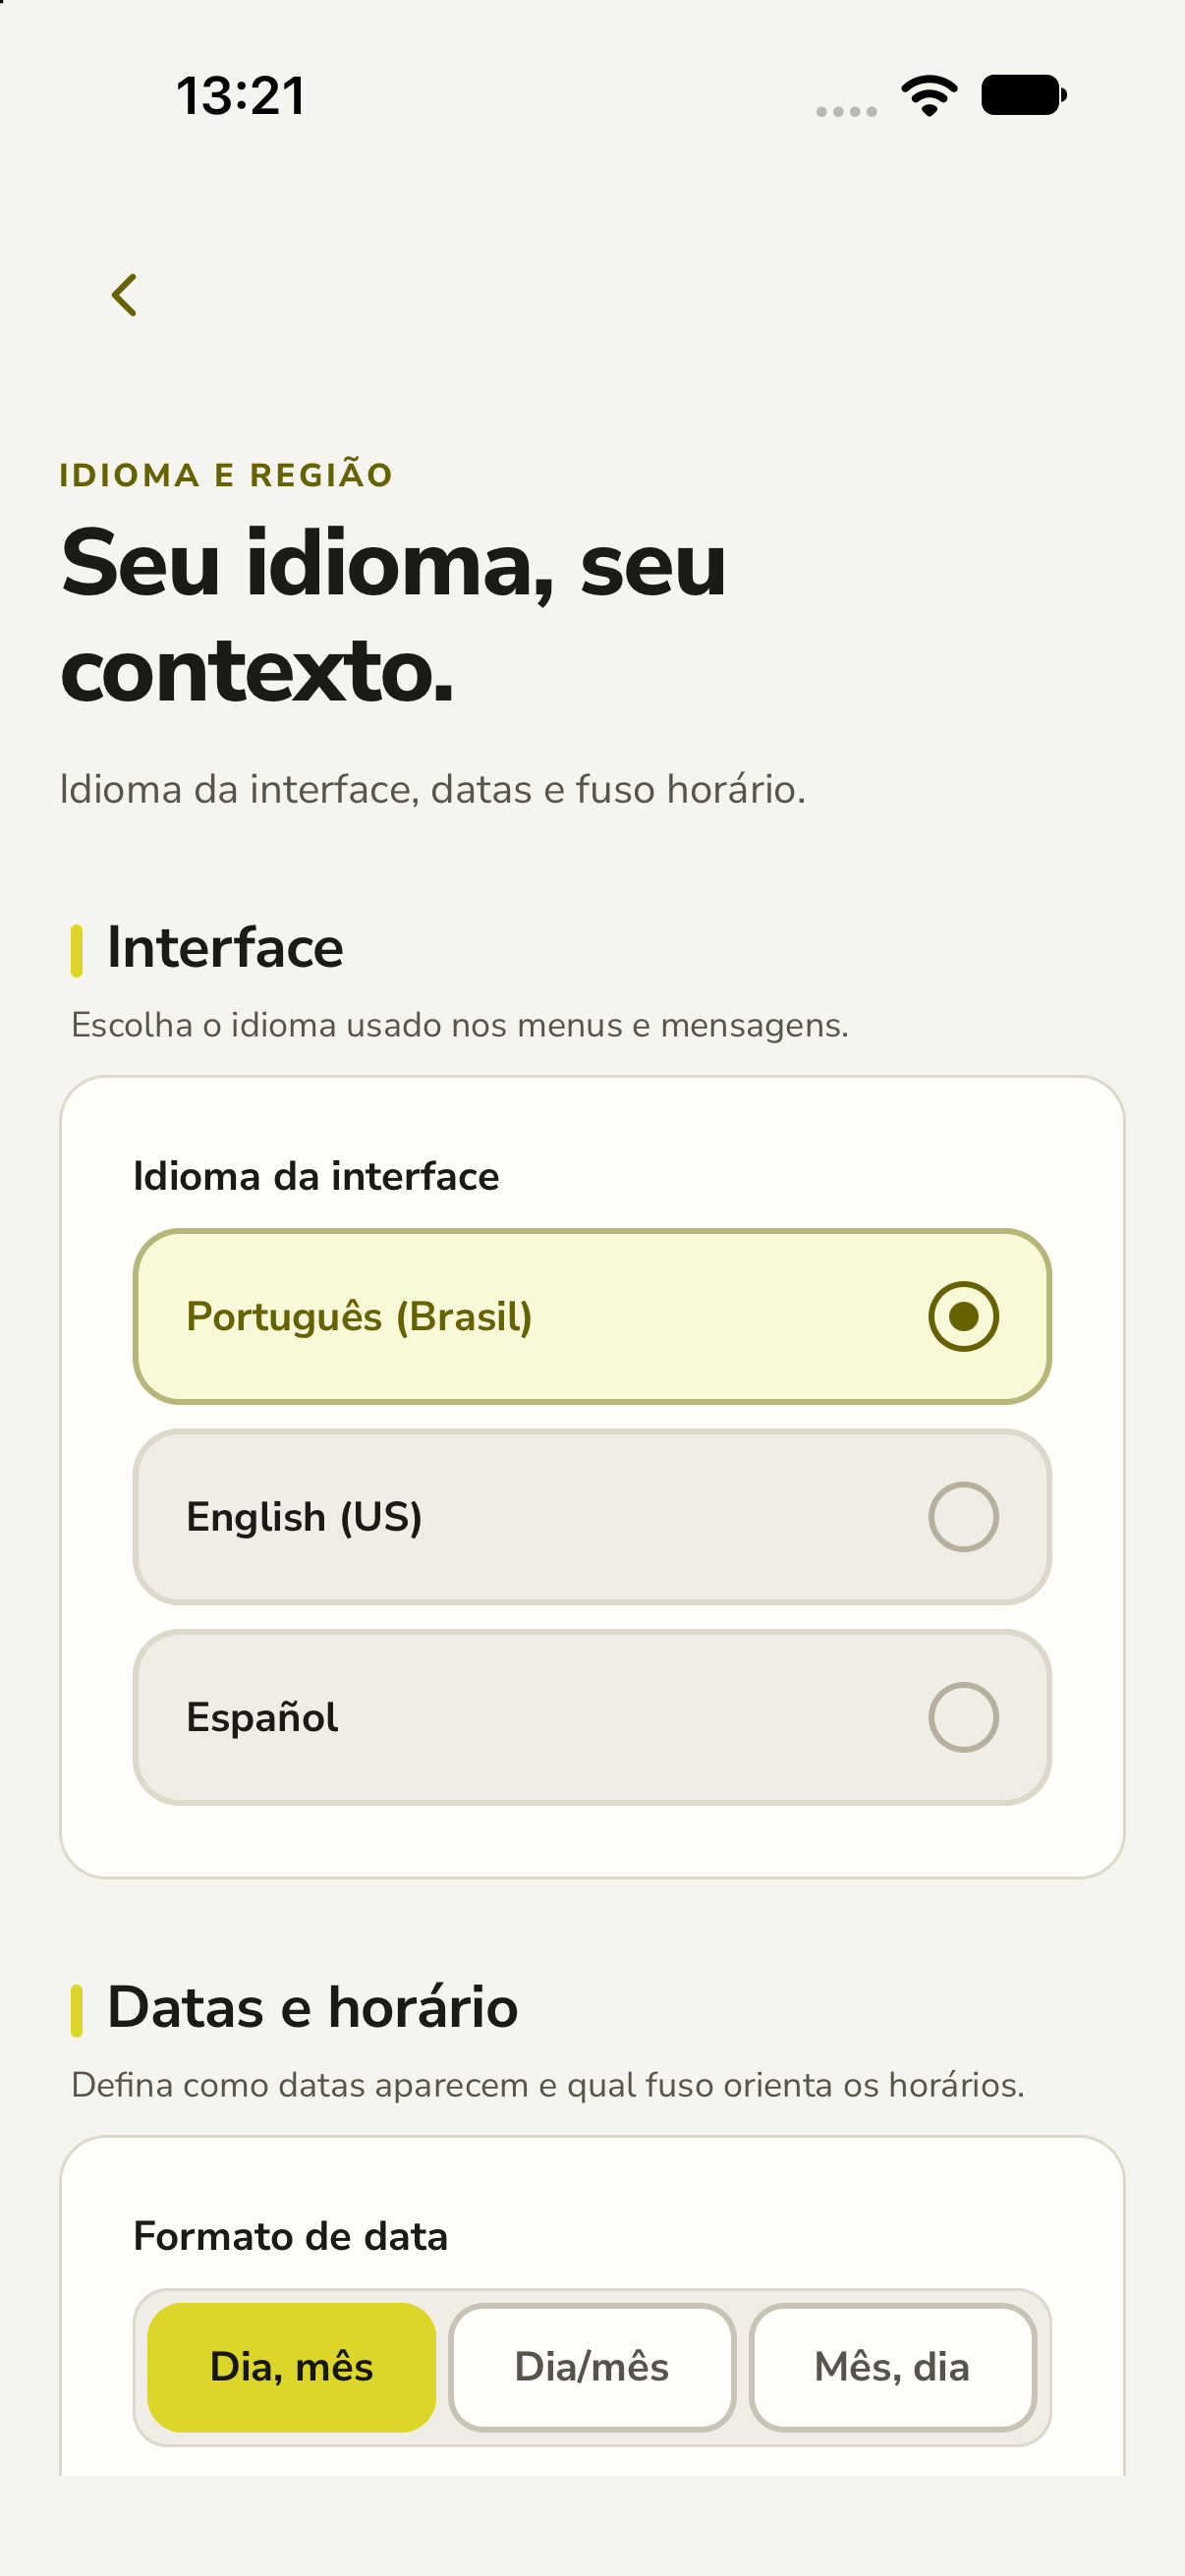 13:21
IDIOMA E REGIÃO
Seu idioma, seu
contexto.
Idioma da interface, datas e fuso horário.
Interface
Escolha o idioma usado nos menus e mensagens.
Idioma da interface
Português (Brasil)
English (US)
Español
Datas e horário
Defina como datas aparecem e qual fuso orienta os horários.
Formato de data
Dia, mês
Dia/mês
Mês, dia